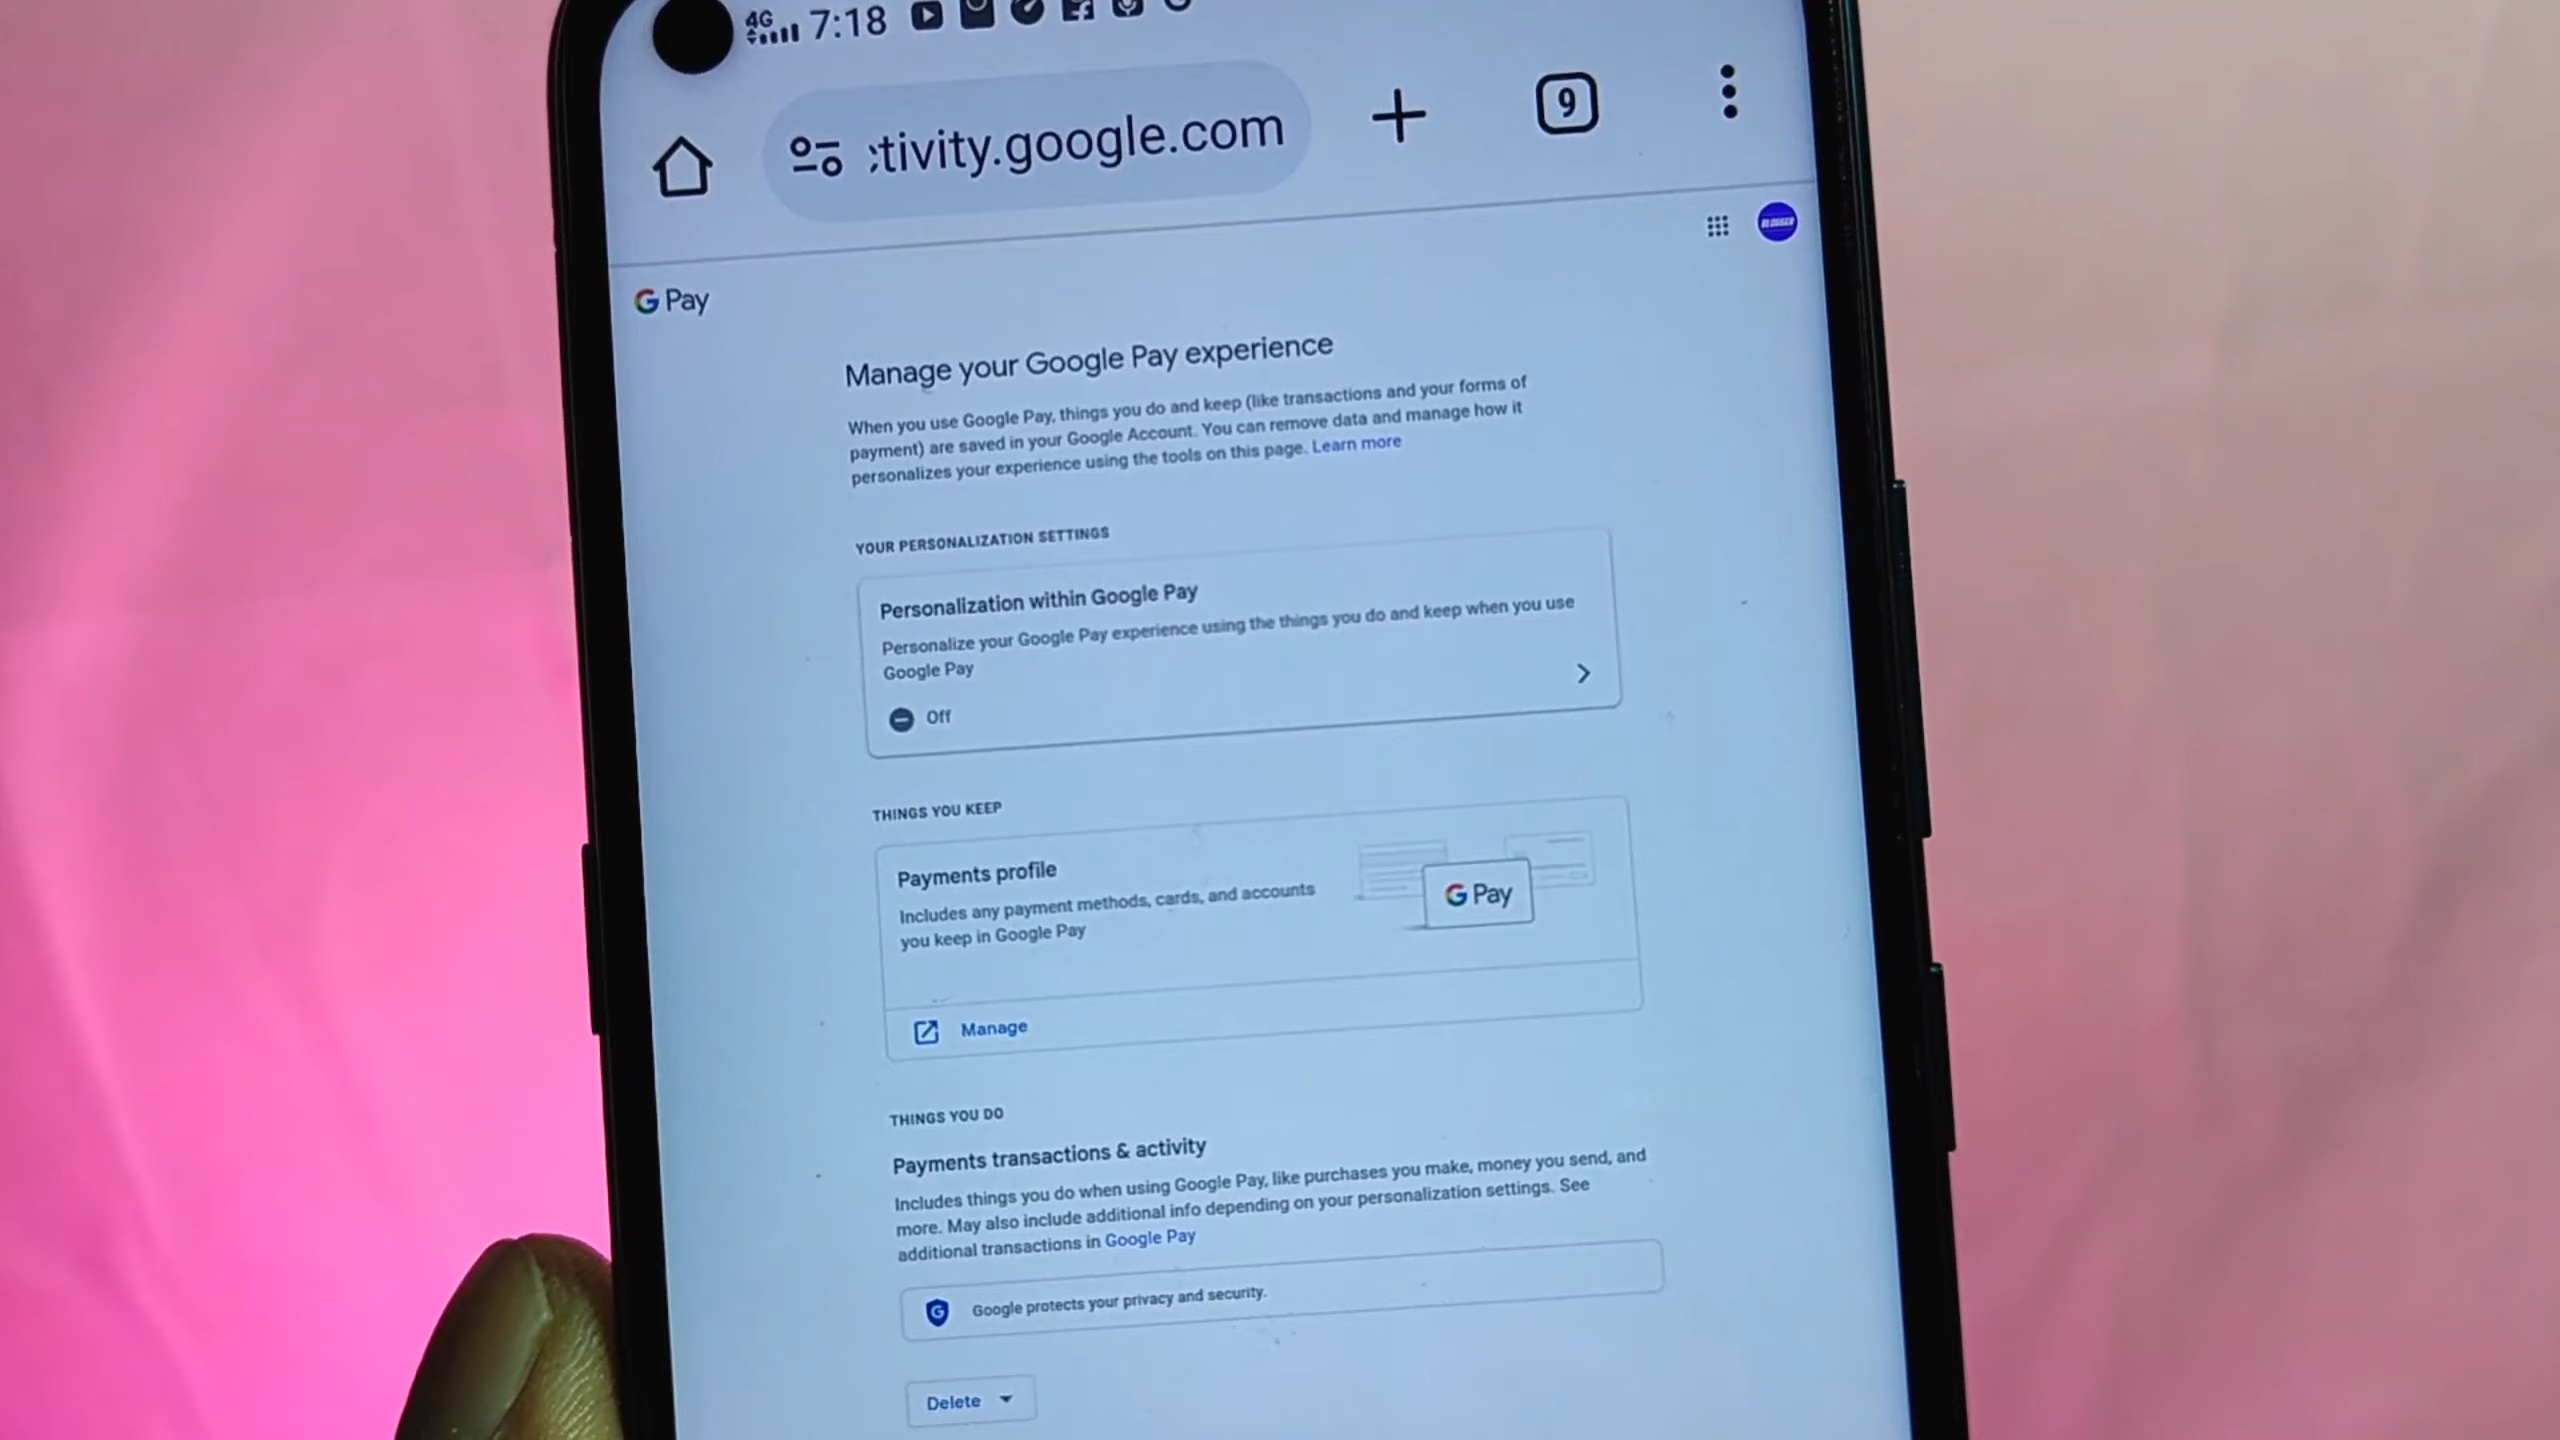 4G 7:18
tivity.google.com
9
BLOGGER
G Pay
Manage your Google Pay experience
When you use Google Pay, things you do and keep (like transactions and your forms of
payment) are saved in your Google Account. You can remove data and manage how it
personalizes your experience using the tools on this page. Learn more
YOUR PERSONALIZATION SETTINGS
Personalization within Google Pay
Personalize your Google Pay experience using the things you do and keep when you use
Google Pay
Off
THINGS YOU KEEP
Payments profile
Includes any payment methods, cards, and accounts
you keep in Google Pay
G Pay
Manage
THINGS YOU DO
Payments transactions & activity
Includes things you do when using Google Pay, like purchases you make, money you send, and
more. May also include additional info depending on your personalization settings. See
additional transactions in Google Pay
Google protects your privacy and security.
Delete